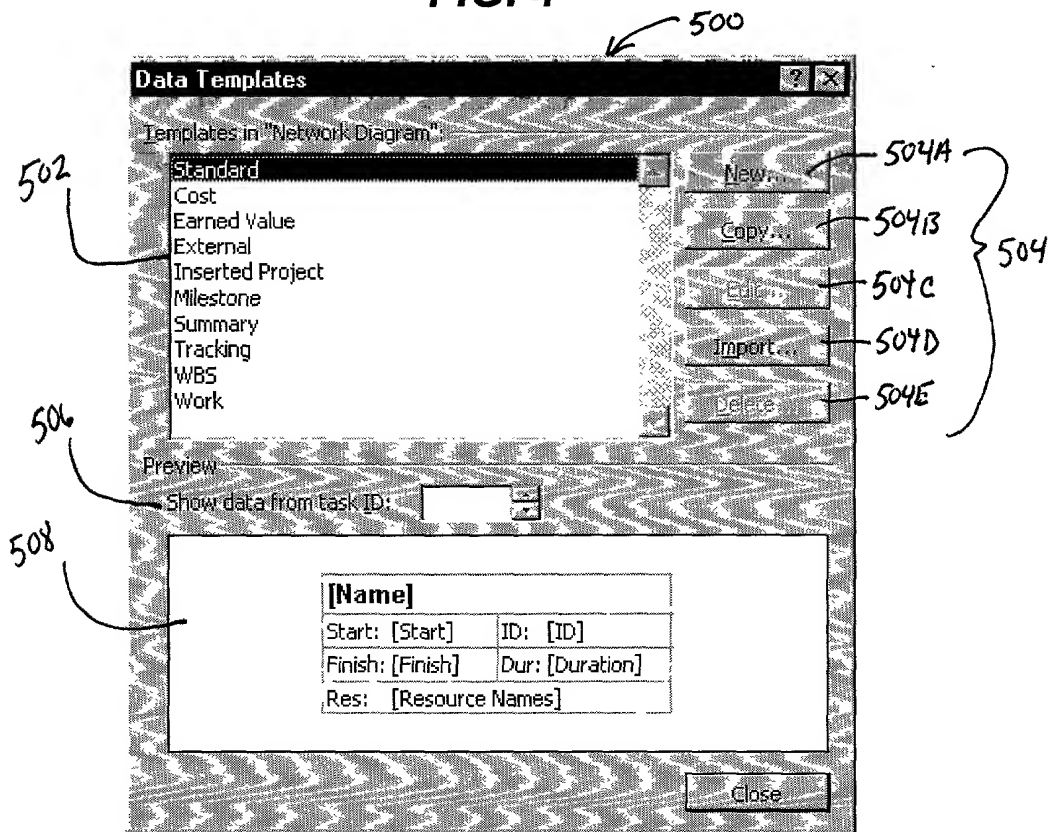 500
Data Templates
? X
Templates in "Network Diagram":
502
Standard
Cost
Earned Value
External
Inserted Project
Milestone
Summary
Tracking
WBS
Work
New...
Copy...
Edit...
Import...
Delete...
504A
504B
504C
504D
504E
504
Preview
506
Show data from task ID:
508
[Name]
Start: [Start] ID: [ID]
Finish: [Finish] Dur: [Duration]
Res: [Resource Names]
Close